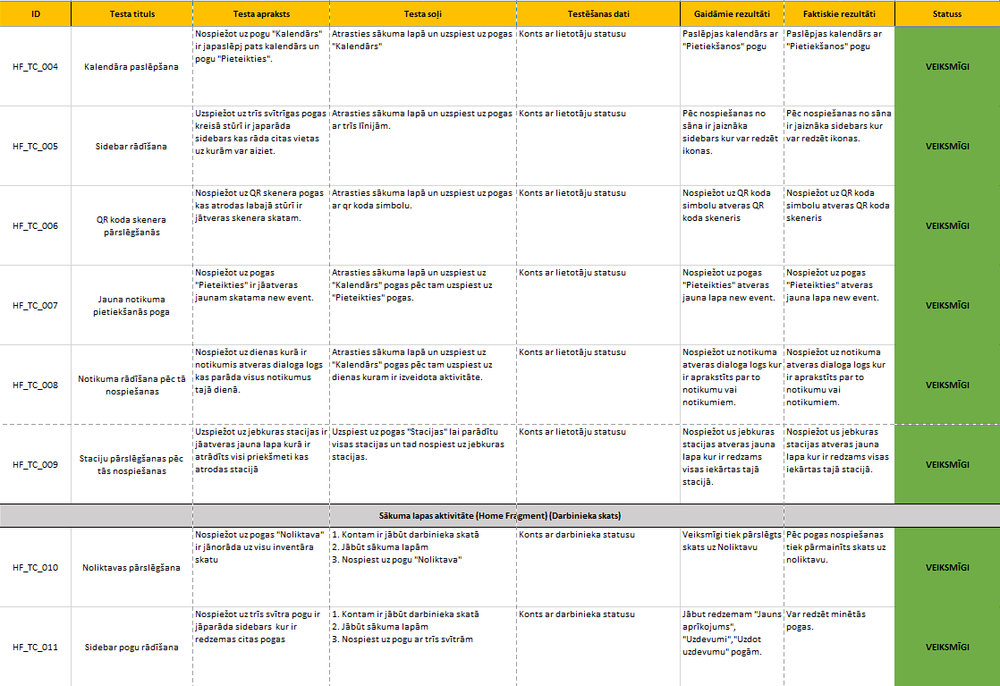 ID Testa tituls Testa apraksts Testa soļi Testēšanas dati Gaidāmie rezultāti Faktiskie rezultāti Statuss
HF_TC_004
Kalendāra paslēpšana
Nospiežot uz pogu "Kalendārs"
ir japaslēpj pats kalendārs un
pogu "Pieteikties".
Atrasties sākuma lapā un uzspiest uz pogas
"Kalendārs"
Konts ar lietotāju statusu
Paslēpjas kalendārs ar
"Pietiekšanos" pogu
Paslēpjas kalendārs ar
"Pietiekšanos" pogu
VEIKSMĪGI
HF_TC_005
Sidebar rādīšana
Uzspiežot uz trīs svītrīgas pogas
kreisā stūrī ir japarāda
sidebars kas rāda citas vietas
uz kurām var aiziet.
Atrasties sākuma lapā un uzspiest uz pogas
ar trīs līnijām.
Konts ar lietotāju statusu
Pēc nospiešanas no
sāna ir jaiznāka
sidebars kur var redzēt
ikonas.
Pēc nospiešanas no sāna
ir jaiznāka sidebars kur
var redzēt ikonas.
VEIKSMĪGI
HF_TC_006
QR koda skenera
pārslēgšanās
Nospiežot uz QR skenera pogas
kas atrodas labajā stūrī ir
jātveras skenera skatam.
Atrasties sākuma lapā un uzspiest uz pogas
ar qr koda simbolu.
Konts ar lietotāju statusu
Nospiežot uz QR koda
simbolu atveras QR
koda skeneris
Nospiežot uz QR koda
simbolu atveras QR koda
skeneris
VEIKSMĪGI
HF_TC_007
Jauna notikuma
pietiekšanās poga
Nospiežot uz pogas
"Pieteikties" ir jāatveras
jaunam skatama new event.
Atrasties sākuma lapā un uzspiest uz
"Kalendārs" pogas pēc tam uzspiest uz
"Pieteikties" pogas.
Konts ar lietotāju statusu
Nospiežot uz pogas
"Pieteikties" atveras
jauna lapa new event.
Nospiežot uz pogas
"Pieteikties" atveras
jauna lapa new event.
VEIKSMĪGI
HF_TC_008
Notikuma rādīšana pēc tā
nospiešanas
Nospiežot uz dienas kurā ir
notikumis atveras dialoga logs
kas parāda visus notikumus
tajā dienā.
Atrasties sākuma lapā un uzspiest uz
"Kalendārs" pogas pēc tam uzspiest uz
dienas kuram ir izveidota aktivitāte.
Konts ar lietotāju statusu
Nospiežot uz notikuma
atveras dialoga logs kur
ir aprakstīts par to
notikumu vai
notikumiem.
Nospiežot uz notikuma
atveras dialoga logs kur
ir aprakstīts par to
notikumu vai
notikumiem.
VEIKSMĪGI
HF_TC_009
Staciju pārslēgšanas pēc
tās nospiešanas
Uzspiežot uz jebkuras stacijas ir
jāatveras jauna lapa kurā ir
atrādīts visi priekšmeti kas
atrodas stacijā
Uzspiest uz pogas "Stacijas" lai parādītu
visas stacijas un tad nospiest uz jebkuras
stacijas.
Konts ar lietotāju statusu
Nospiežot us jebkuras
stacijas atveras jauna
lapa kur ir redzams
visas iekārtas tajā
stacijā.
Nospiežot us jebkuras
stacijas atveras jauna
lapa kur ir redzams visas
iekārtas tajā stacijā.
VEIKSMĪGI
Sākuma lapas aktivitāte (Home Fragment) (Darbinieka skats)
HF_TC_010
Noliktavas pārslēgšana
Nospiežot uz pogas "Noliktava"
ir jānorāda uz visu inventāra
skatu
1. Kontam ir jābūt darbinieka skatā
2. Jābūt sākuma lapām
3. Nospiest uz pogu "Noliktava"
Konts ar darbinieka statusu
Veiksmīgi tiek pārslēgts
skats uz Noliktavu
Pēc pogas nospiešanas
tiek pārmainīts skats uz
noliktavu.
VEIKSMĪGI
HF_TC_011
Sidebar pogu rādīšana
Nospiežot uz trīs svītra pogu ir
jāparāda sidebars kur ir
redzemas citas pogas
1. Kontam ir jābūt darbinieka skatā
2. Jābūt sākuma lapām
3. Nospiest uz pogu ar trīs svītrām
Konts ar darbinieka statusu
Jābut redzemam "Jauns
aprīkojums",
"Uzdevumi","Uzdot
uzdevumu" pogām.
Var redzēt minētās
pogas.
VEIKSMĪGI